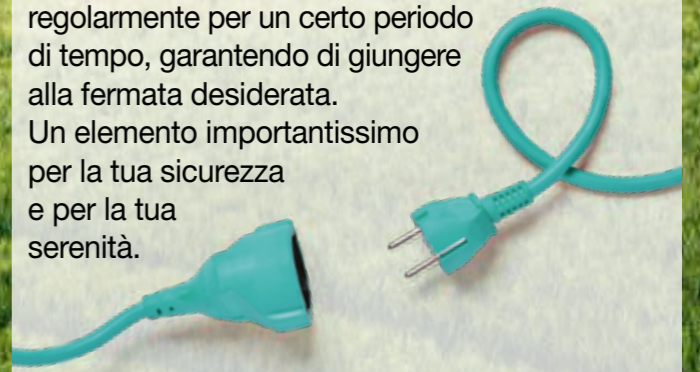 regolarmente per un certo periodo
di tempo, garantendo di giungere
alla fermata desiderata.
Un elemento importantissimo
per la tua sicurezza
e per la tua
serenità.